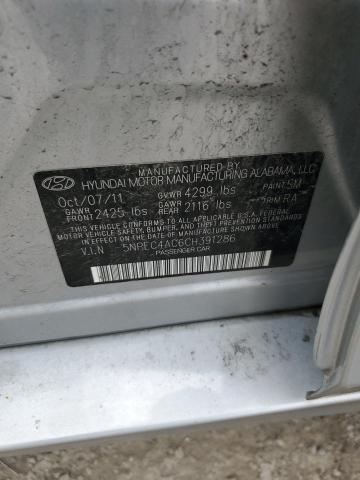 MANUFACTURED BY
HYUNDAI MOTOR MANUFACTURING ALABAMA, LLC
Oct/07/11 GVWR 4299 lbs PAINT SM
GAWR FRONT 2425 lbs GAWR REAR 2116 lbs TRIM RA
THIS VEHICLE CONFORMS TO ALL APPLICABLE U.S.A. FEDERAL
MOTOR VEHICLE SAFETY, BUMPER, AND THEFT PREVENTION STANDARDS
IN EFFECT ON THE DATE OF MANUFACTURE SHOWN ABOVE.
V.I.N 5NPEC4AC6CH391286
PASSENGER CAR